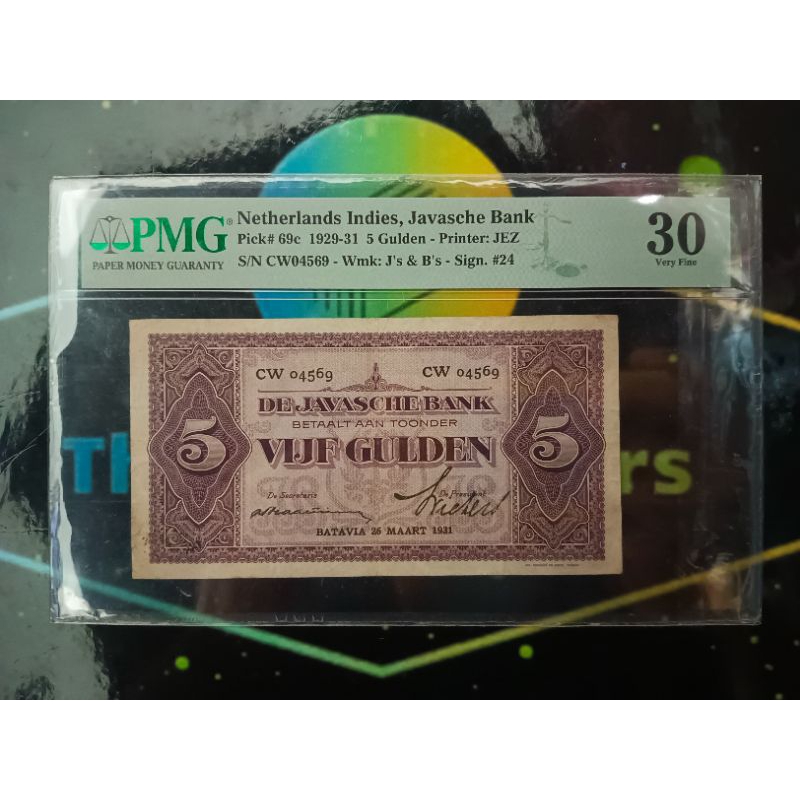 PMG®
PAPER MONEY GUARANTY
Netherlands Indies, Javasche Bank
Pick# 69c 1929-31 5 Gulden - Printer: JEZ
S/N CW04569 - Wmk: J's & B's - Sign. #24
30
Very Fine
CW 04569 CW 04569
DE JAVASCHE BANK
BETAALT AAN TOONDER
5 VIJF GULDEN 5
De Secretaris De President
BATAVIA 25 MAART 1931
Th
rs